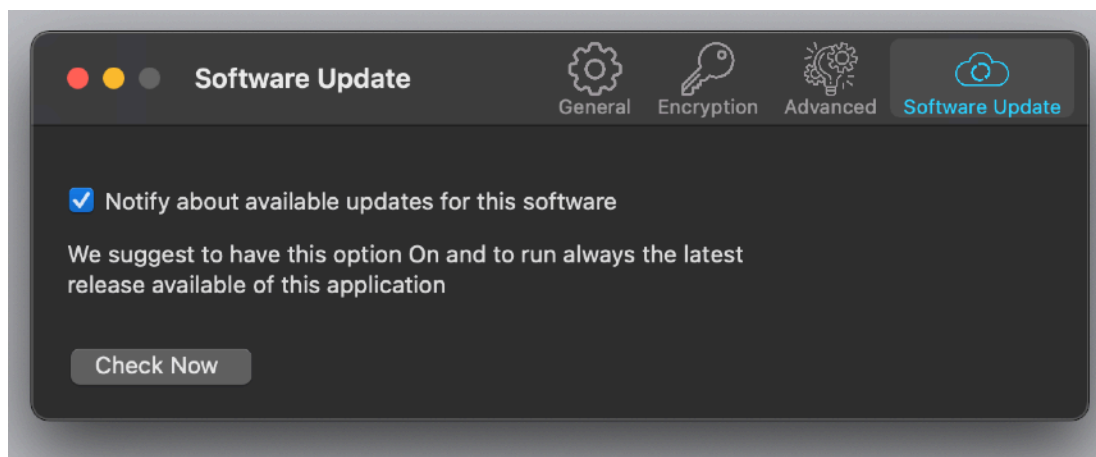 Software Update
General
Encryption
Advanced
Software Update
Notify about available updates for this software
We suggest to have this option On and to run always the latest
release available of this application
Check Now